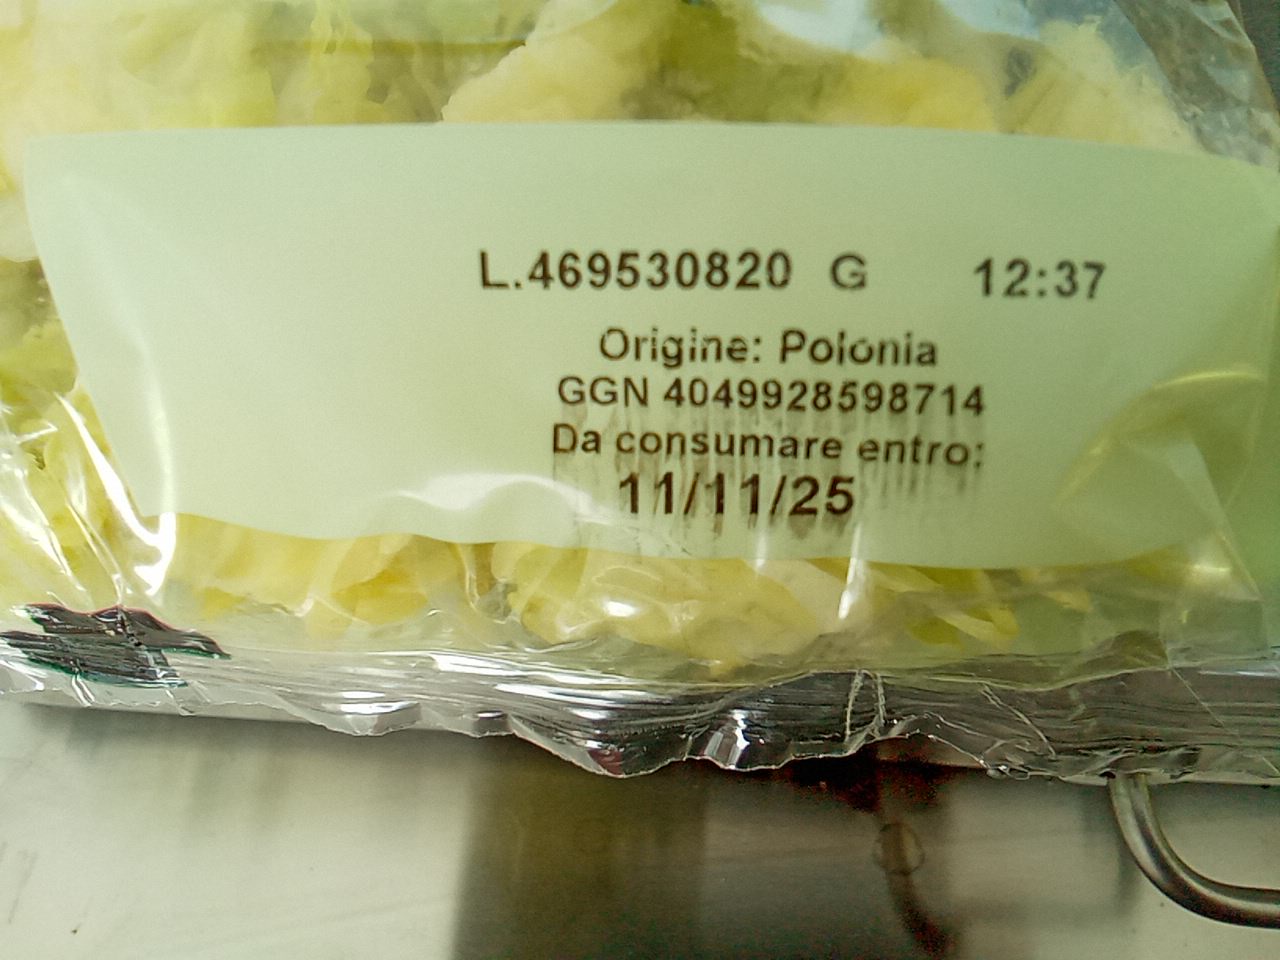 L.469530820 G 12:37
Origine: Polonia
GGN 4049928598714
Da consumare entro:
11/11/25